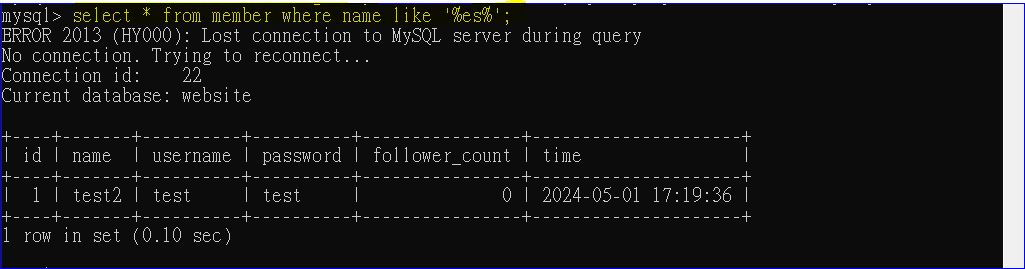 mysql> select * from member where name like '%es%';
ERROR 2013 (HY000): Lost connection to MySQL server during query
No connection. Trying to reconnect...
Connection id:    22
Current database: website
+----+-------+----------+----------+----------------+---------------------+
| id | name  | username | password | follower_count | time                |
+----+-------+----------+----------+----------------+---------------------+
|  1 | test2 | test     | test     |              0 | 2024-05-01 17:19:36 |
+----+-------+----------+----------+----------------+---------------------+
1 row in set (0.10 sec)